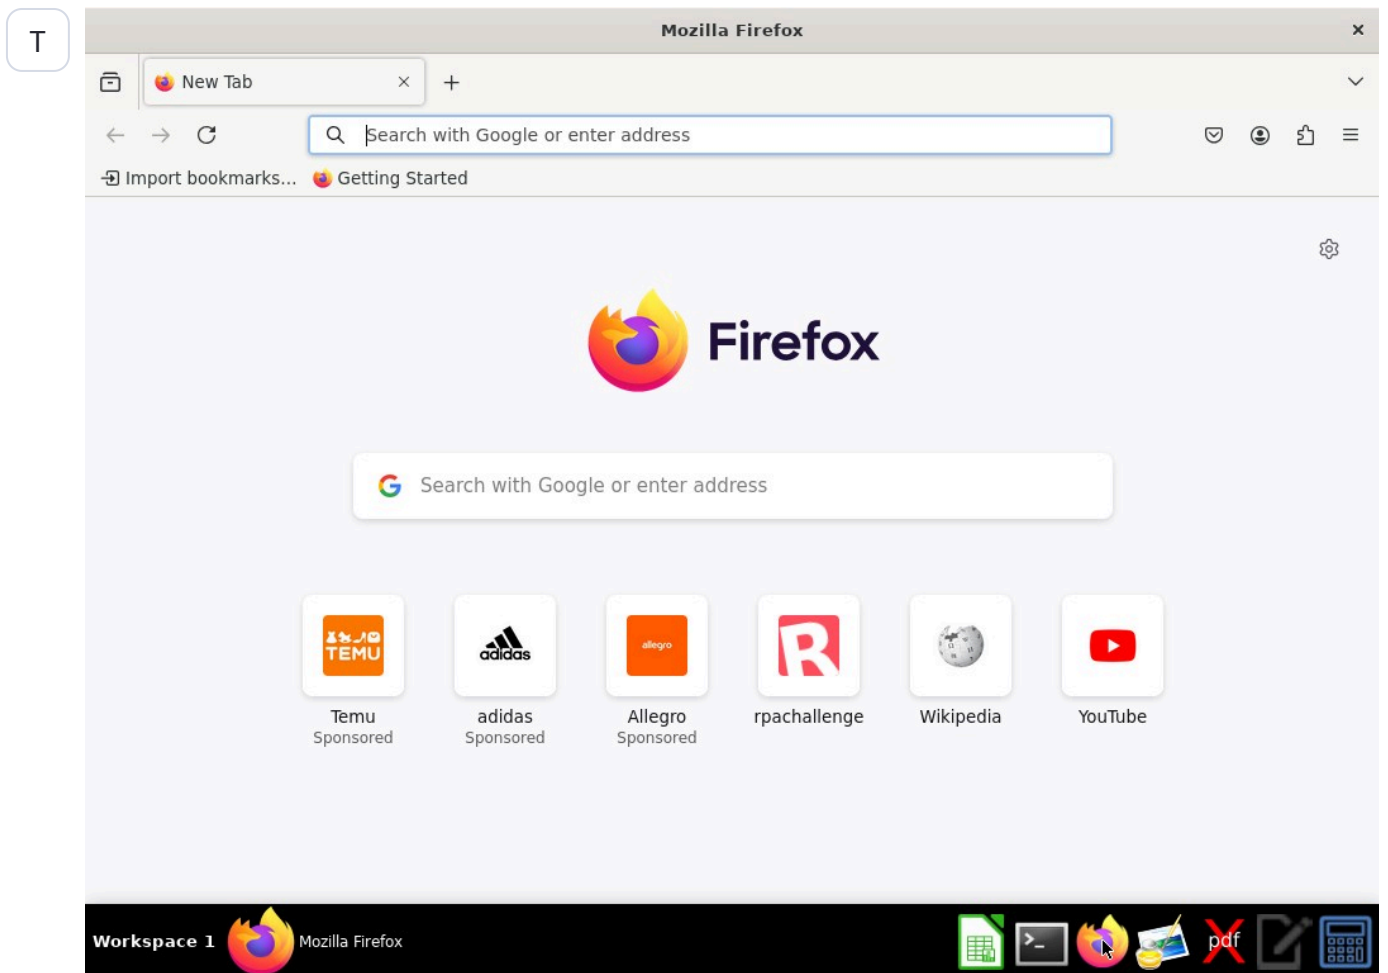 T
Mozilla Firefox
New Tab
Search with Google or enter address
Import bookmarks...
Getting Started
Firefox
Search with Google or enter address
TEMU
adidas
allegro
R
Temu
adidas
Allegro
rpachallenge
Wikipedia
YouTube
Sponsored
Sponsored
Sponsored
Workspace 1
Mozilla Firefox
pdf